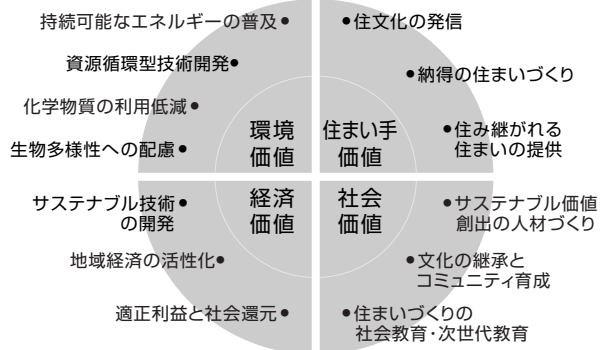 持続可能なエネルギーの普及●
資源循環型技術開発●
化学物質の利用低減●
生物多様性への配慮●
環境
価値
●住文化の発信
●納得の住まいづくり
●住み継がれる
住まいの提供
住まい手
価値
サステナブル技術●
の開発
地域経済の活性化●
適正利益と社会還元●
経済
価値
社会
価値
●サステナブル価値
創出の人材づくり
●文化の継承と
コミュニティ育成
●住まいづくりの
社会教育・次世代教育